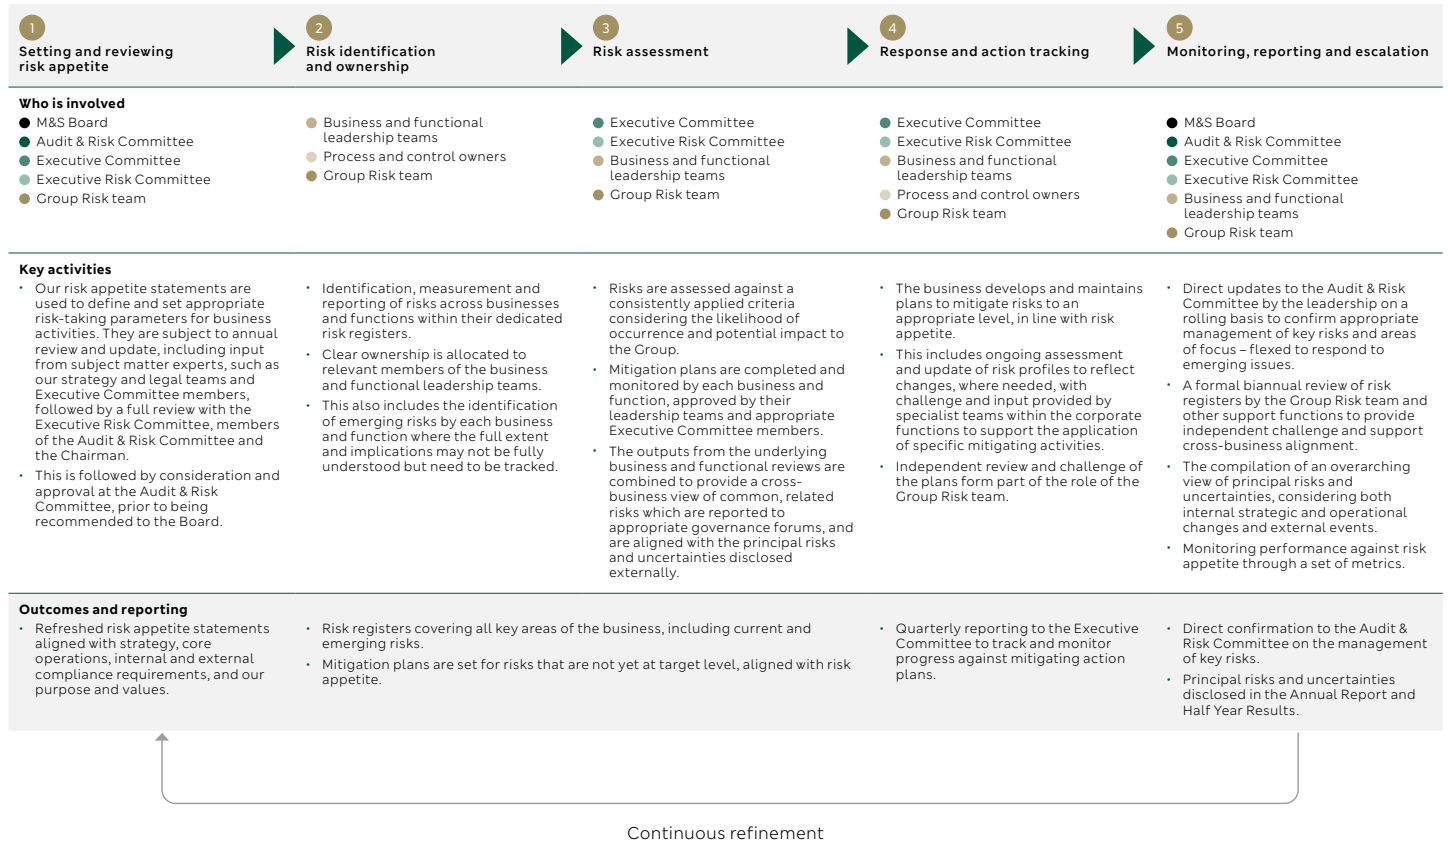 1
Setting and reviewing
risk appetite
2
Risk identification
and ownership
3
Risk assessment
4
Response and action tracking
5
Monitoring, reporting and escalation
Who is involved
M&S Board
Audit & Risk Committee
Executive Committee
Executive Risk Committee
Group Risk team
Business and functional
leadership teams
Process and control owners
Group Risk team
Executive Committee
Executive Risk Committee
Business and functional
leadership teams
Group Risk team
Executive Committee
Executive Risk Committee
Business and functional
leadership teams
Process and control owners
Group Risk team
M&S Board
Audit & Risk Committee
Executive Committee
Executive Risk Committee
Business and functional
leadership teams
Group Risk team
Key activities
• Our risk appetite statements are
used to define and set appropriate
risk-taking parameters for business
activities. They are subject to annual
review and update, including input
from subject matter experts, such as
our strategy and legal teams and
Executive Committee members,
followed by a full review with the
Executive Risk Committee, members
of the Audit & Risk Committee and
the Chairman.
• This is followed by consideration and
approval at the Audit & Risk
Committee, prior to being
recommended to the Board.
• Identification, measurement and
reporting of risks across businesses
and functions within their dedicated
risk registers.
• Clear ownership is allocated to
relevant members of the business
and functional leadership teams.
• This also includes the identification
of emerging risks by each business
and function where the full extent
and implications may not be fully
understood but need to be tracked.
• Risks are assessed against a
consistently applied criteria
considering the likelihood of
occurrence and potential impact to
the Group.
• Mitigation plans are completed and
monitored by each business and
function, approved by their
leadership teams and appropriate
Executive Committee members.
• The outputs from the underlying
business and functional reviews are
combined to provide a cross-
business view of common, related
risks which are reported to
appropriate governance forums, and
are aligned with the principal risks
and uncertainties disclosed
externally.
• The business develops and maintains
plans to mitigate risks to an
appropriate level, in line with risk
appetite.
• This includes ongoing assessment
and update of risk profiles to reflect
changes, where needed, with
challenge and input provided by
specialist teams within the corporate
functions to support the application
of specific mitigating activities.
• Independent review and challenge of
the plans form part of the role of the
Group Risk team.
• Direct updates to the Audit & Risk
Committee by the leadership on a
rolling basis to confirm appropriate
management of key risks and areas
of focus – flexed to respond to
emerging issues.
• A formal biannual review of risk
registers by the Group Risk team and
other support functions to provide
independent challenge and support
cross-business alignment.
• The compilation of an overarching
view of principal risks and
uncertainties, considering both
internal strategic and operational
changes and external events.
• Monitoring performance against risk
appetite through a set of metrics.
Outcomes and reporting
• Refreshed risk appetite statements
aligned with strategy, core
operations, internal and external
compliance requirements, and our
purpose and values.
• Risk registers covering all key areas of the business, including current and
emerging risks.
• Mitigation plans are set for risks that are not yet at target level, aligned with risk
appetite.
• Quarterly reporting to the Executive
Committee to track and monitor
progress against mitigating action
plans.
• Direct confirmation to the Audit &
Risk Committee on the management
of key risks.
• Principal risks and uncertainties
disclosed in the Annual Report and
Half Year Results.
Continuous refinement